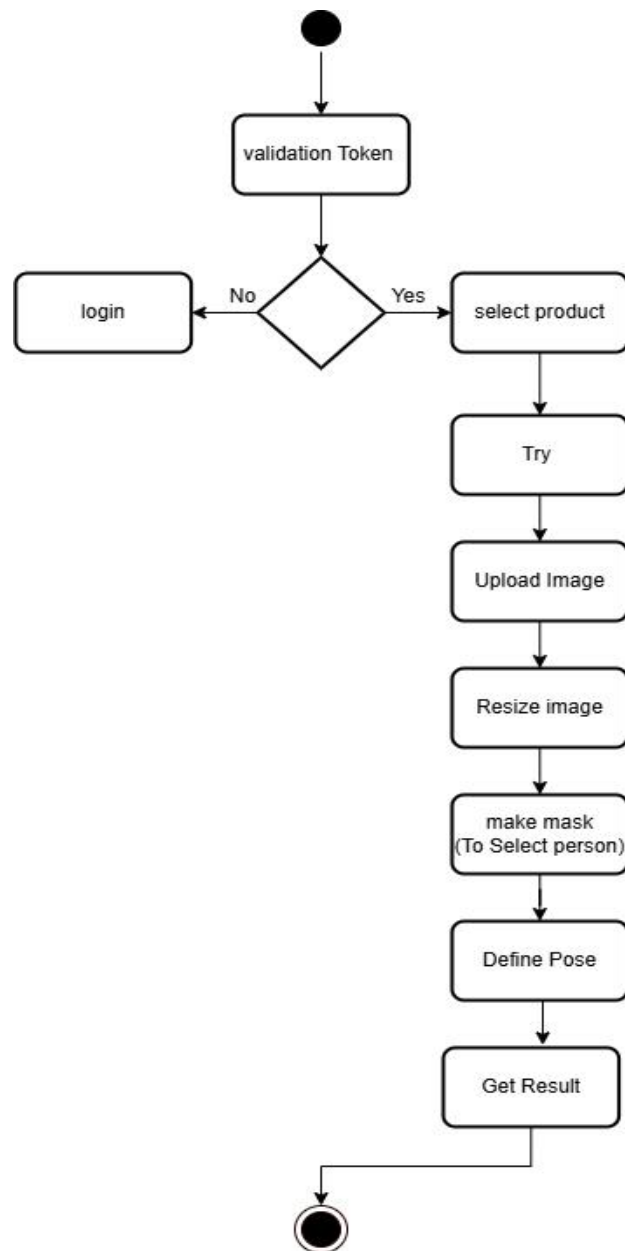 validation Token
No
Yes
login
select product
Try
Upload Image
Resize image
make mask
(To Select person)
Define Pose
Get Result